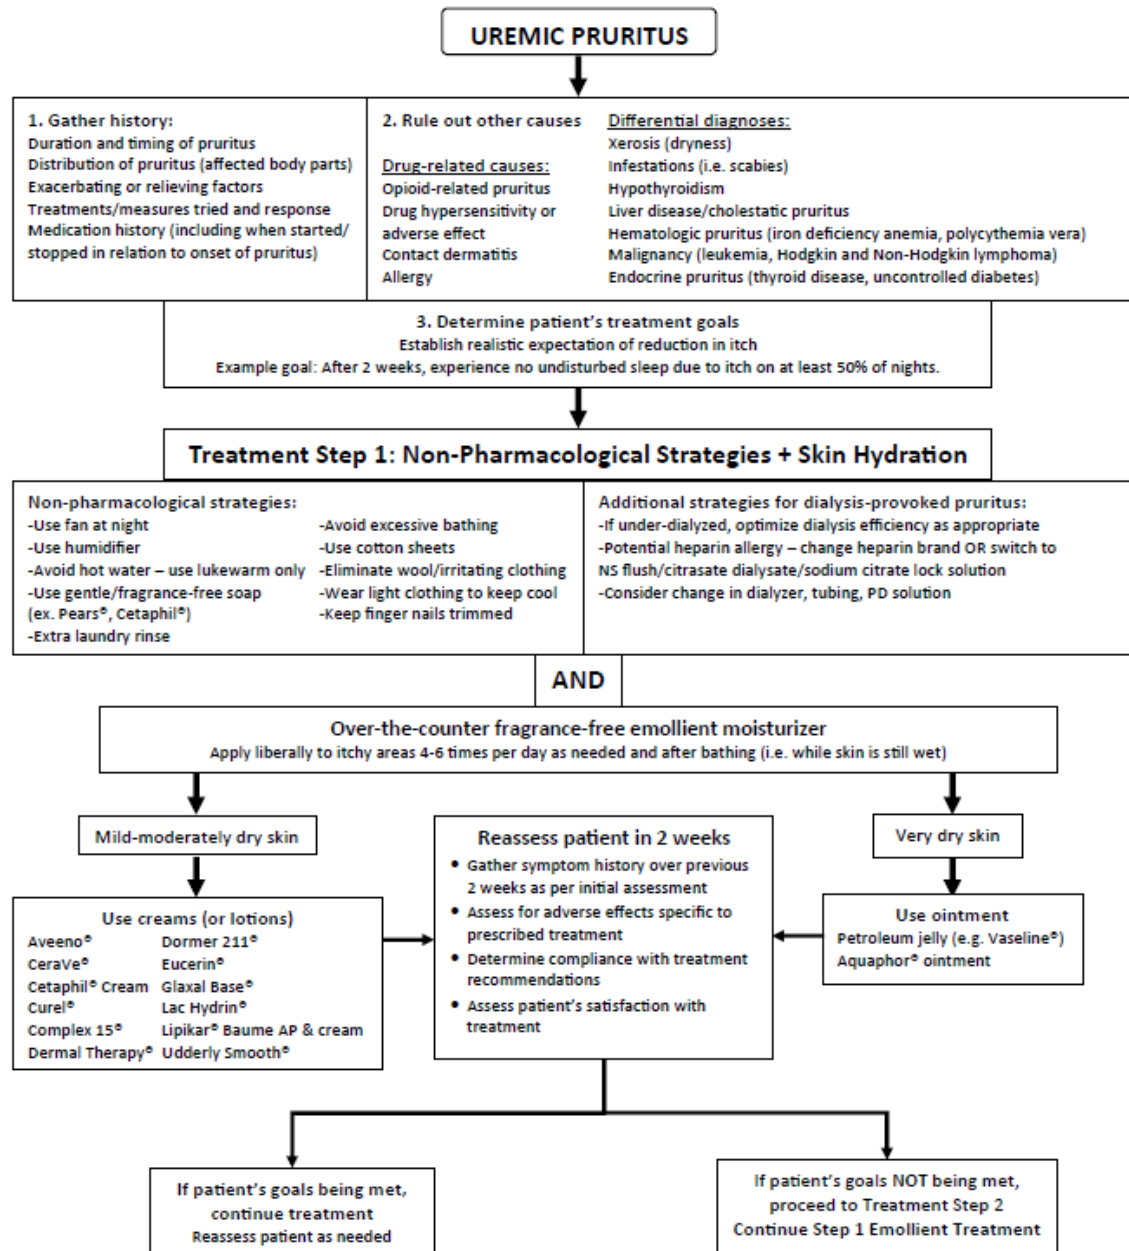 UREMIC PRURITUS
1. Gather history:
Duration and timing of pruritus
Distribution of pruritus (affected body parts)
Exacerbating or relieving factors
Treatments/measures tried and response
Medication history (including when started/
stopped in relation to onset of pruritus)
2. Rule out other causes
Drug-related causes:
Opioid-related pruritus
Drug hypersensitivity or
adverse effect
Contact dermatitis
Allergy
Differential diagnoses:
Xerosis (dryness)
Infestations (i.e. scabies)
Hypothyroidism
Liver disease/cholestatic pruritus
Hematologic pruritus (iron deficiency anemia, polycythemia vera)
Malignancy (leukemia, Hodgkin and Non-Hodgkin lymphoma)
Endocrine pruritus (thyroid disease, uncontrolled diabetes)
3. Determine patient's treatment goals
Establish realistic expectation of reduction in itch
Example goal: After 2 weeks, experience no undisturbed sleep due to itch on at least 50% of nights.
Treatment Step 1: Non-Pharmacological Strategies + Skin Hydration
Non-pharmacological strategies:
-Use fan at night
-Use humidifier
-Avoid hot water – use lukewarm only
-Use gentle/fragrance-free soap
(ex. Pears®, Cetaphil®)
-Extra laundry rinse
-Avoid excessive bathing
-Use cotton sheets
-Eliminate wool/irritating clothing
-Wear light clothing to keep cool
-Keep finger nails trimmed
Additional strategies for dialysis-provoked pruritus:
-If under-dialyzed, optimize dialysis efficiency as appropriate
-Potential heparin allergy – change heparin brand OR switch to
NS flush/citrasate dialysate/sodium citrate lock solution
-Consider change in dialyzer, tubing, PD solution
AND
Over-the-counter fragrance-free emollient moisturizer
Apply liberally to itchy areas 4-6 times per day as needed and after bathing (i.e. while skin is still wet)
Mild-moderately dry skin
Use creams (or lotions)
Aveeno®
CeraVe®
Cetaphil® Cream
Curel®
Complex 15®
Dermal Therapy®
Dormer 211®
Eucerin®
Glaxal Base®
Lac Hydrin®
Lipikar® Baume AP & cream
Udderly Smooth®
Reassess patient in 2 weeks
• Gather symptom history over previous
2 weeks as per initial assessment
• Assess for adverse effects specific to
prescribed treatment
• Determine compliance with treatment
recommendations
• Assess patient's satisfaction with
treatment
Very dry skin
Use ointment
Petroleum jelly (e.g. Vaseline®)
Aquaphor® ointment
If patient's goals being met,
continue treatment
Reassess patient as needed
If patient's goals NOT being met,
proceed to Treatment Step 2
Continue Step 1 Emollient Treatment